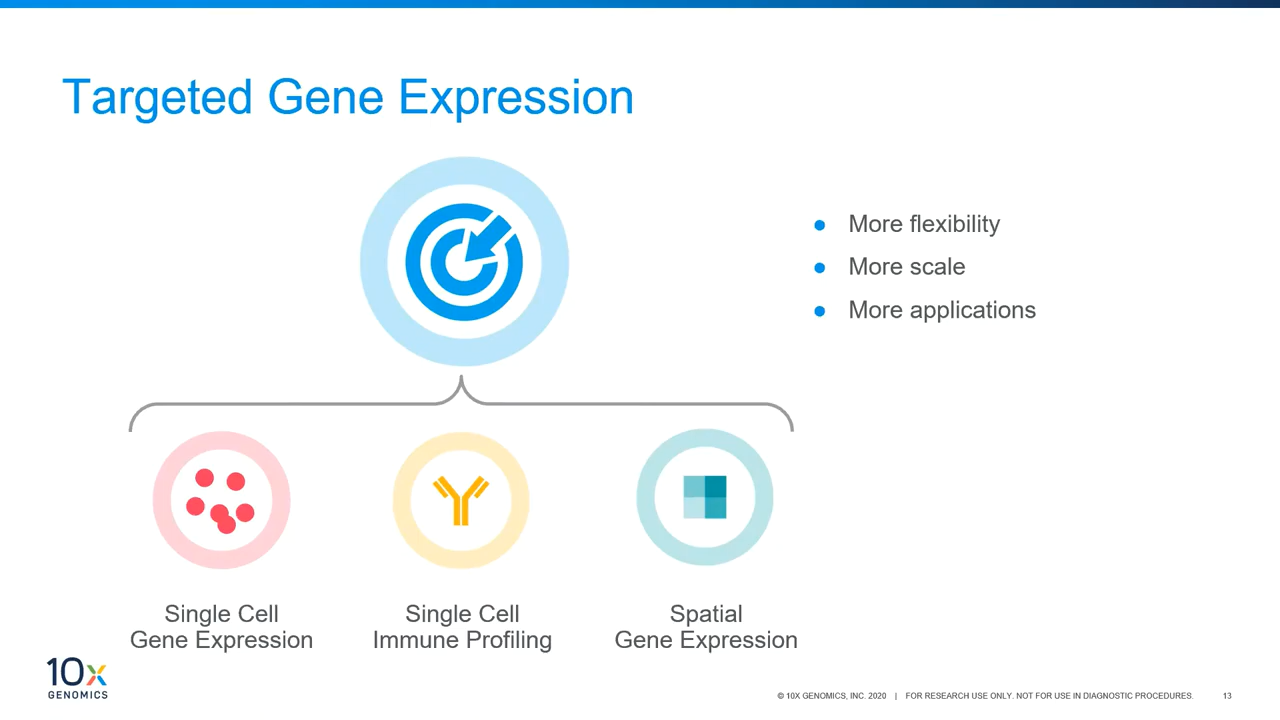 Targeted Gene Expression
● More flexibility
● More scale
● More applications
Single Cell
Gene Expression
Single Cell
Immune Profiling
Spatial
Gene Expression
10x
GENOMICS
© 10X GENOMICS, INC. 2020 | FOR RESEARCH USE ONLY. NOT FOR USE IN DIAGNOSTIC PROCEDURES. 13